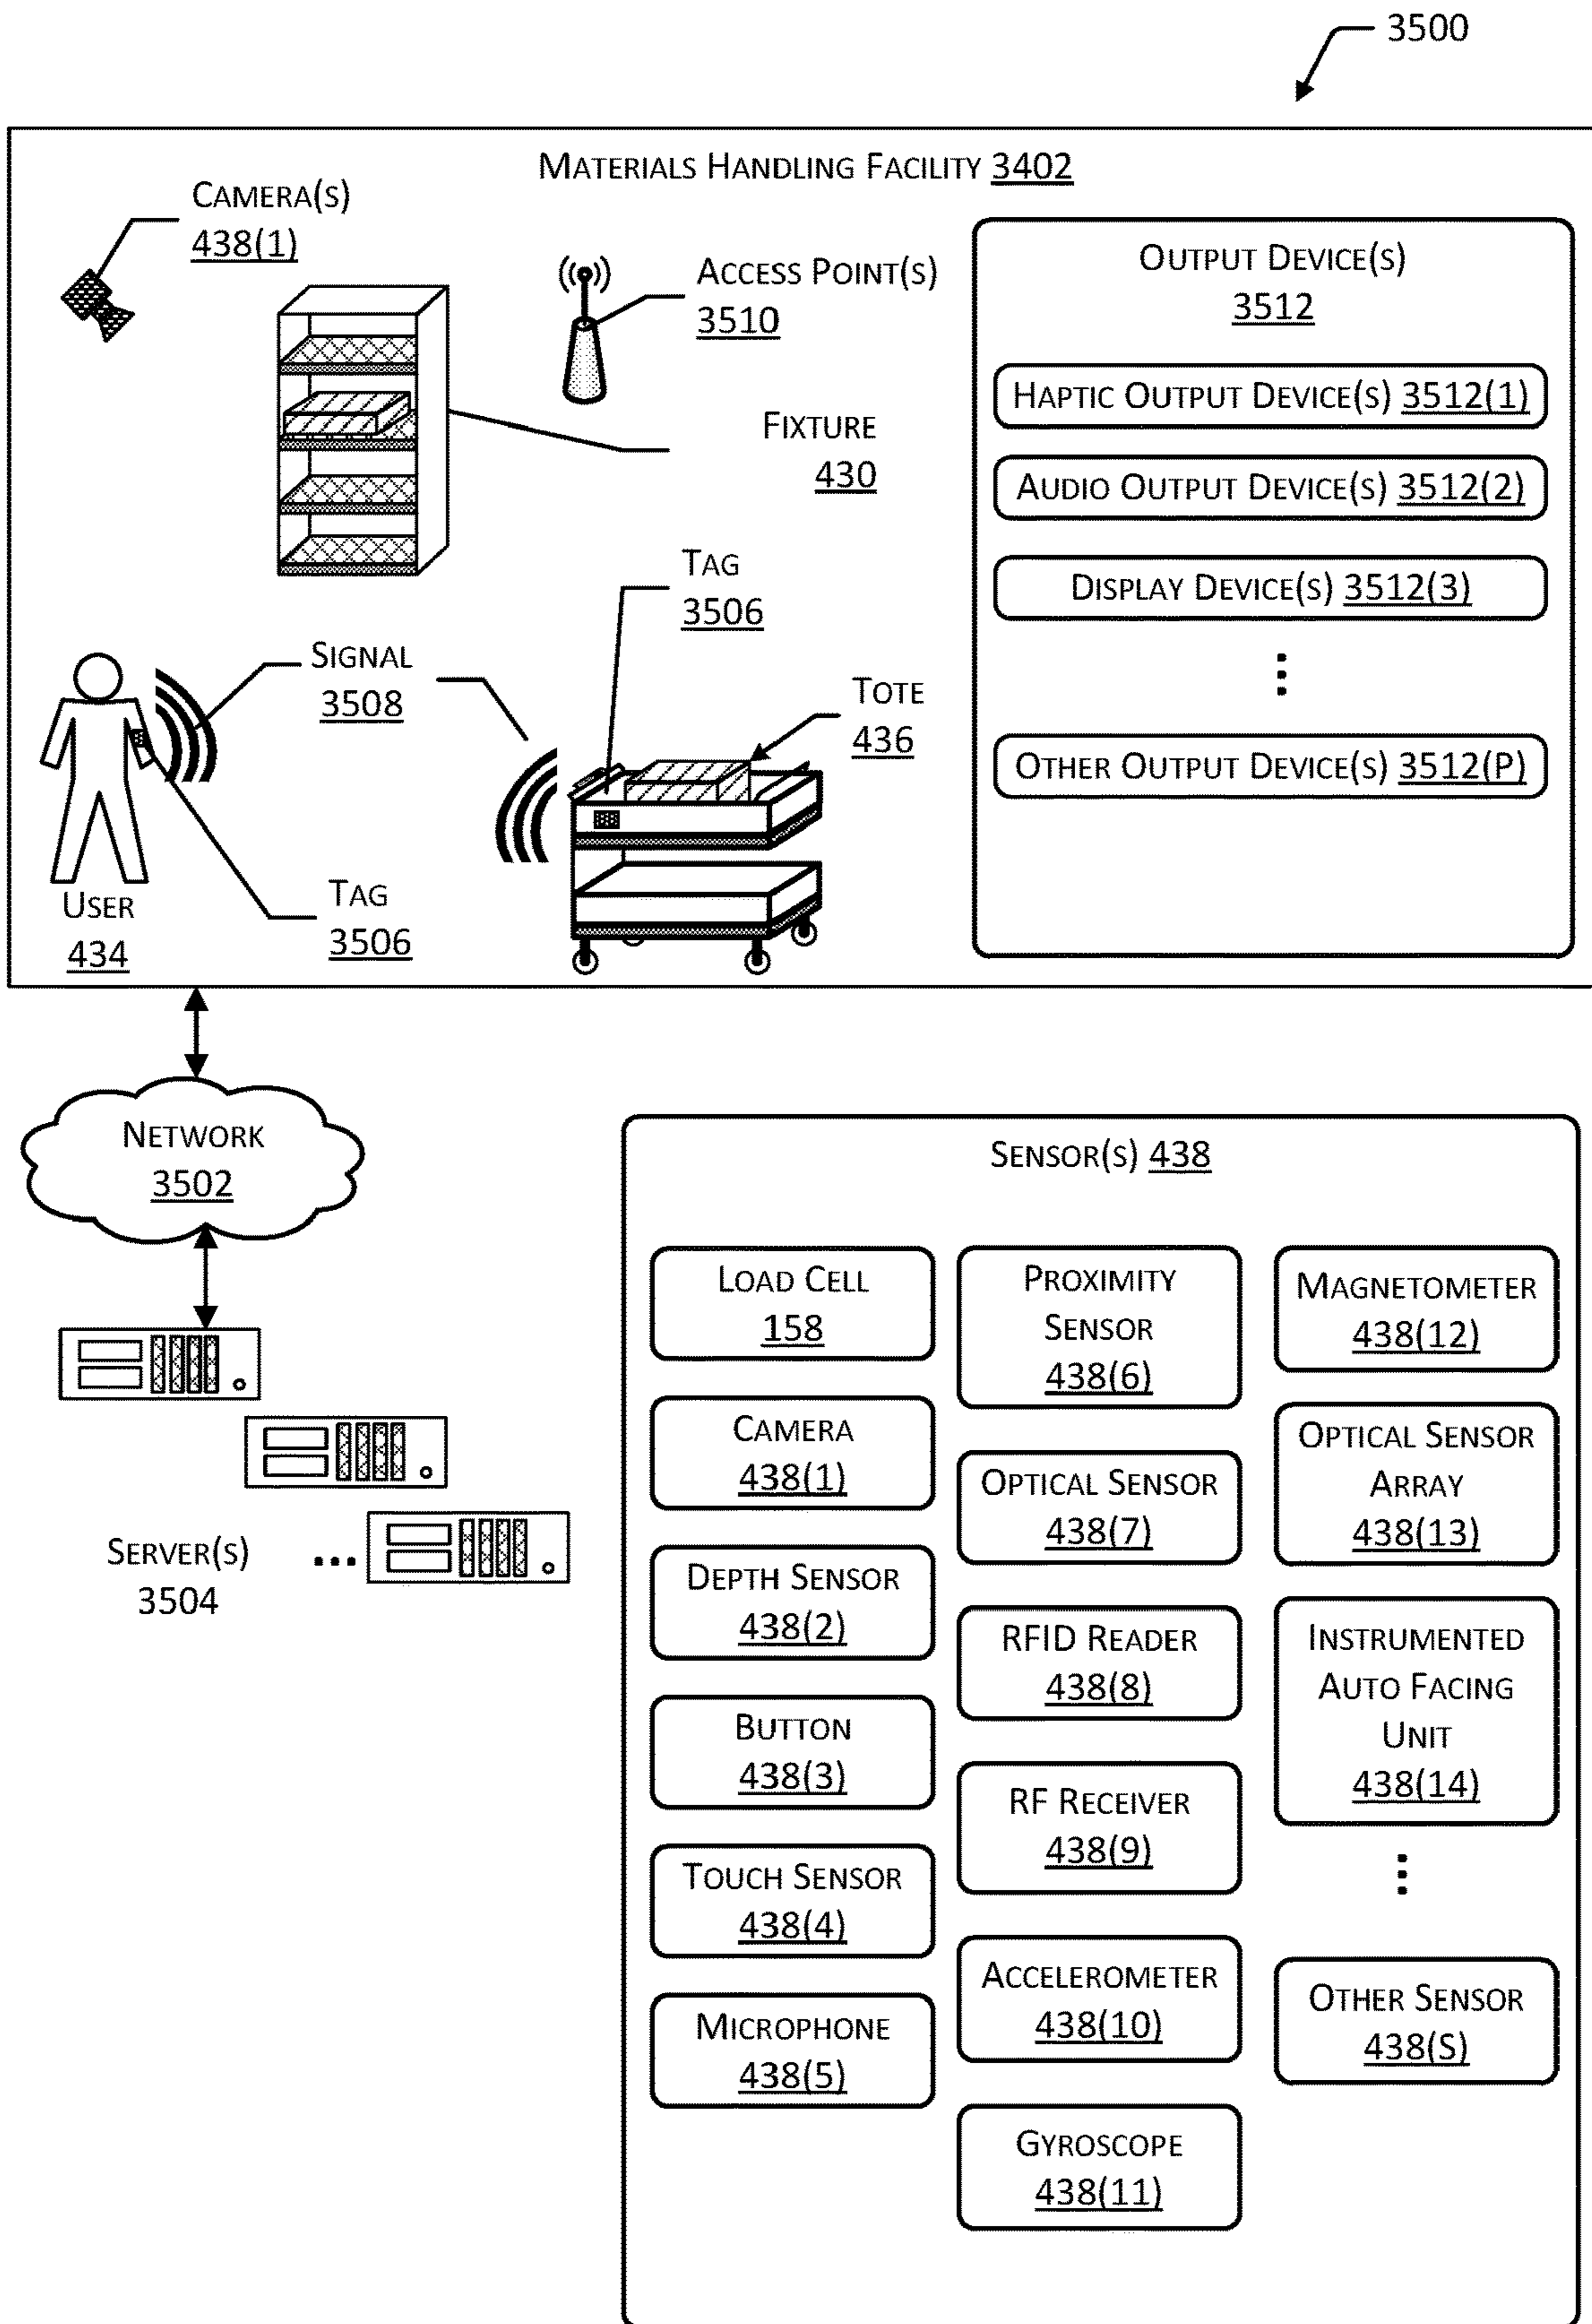 3500
MATERIALS HANDLING FACILITY 3402
CAMERA(S)
438(1)
ACCESS POINT(S)
3510
FIXTURE
430
TAG
3506
SIGNAL
3508
TOTE
436
USER
434
TAG
3506
OUTPUT DEVICE(S)
3512
HAPTIC OUTPUT DEVICE(S) 3512(1)
AUDIO OUTPUT DEVICE(S) 3512(2)
DISPLAY DEVICE(S) 3512(3)
⋮
OTHER OUTPUT DEVICE(S) 3512(P)
NETWORK
3502
SERVER(S)
3504
...
SENSOR(S) 438
LOAD CELL
158
CAMERA
438(1)
DEPTH SENSOR
438(2)
BUTTON
438(3)
TOUCH SENSOR
438(4)
MICROPHONE
438(5)
PROXIMITY
SENSOR
438(6)
OPTICAL SENSOR
438(7)
RFID READER
438(8)
RF RECEIVER
438(9)
ACCELEROMETER
438(10)
GYROSCOPE
438(11)
MAGNETOMETER
438(12)
OPTICAL SENSOR
ARRAY
438(13)
INSTRUMENTED
AUTO FACING
UNIT
438(14)
⋮
OTHER SENSOR
438(S)